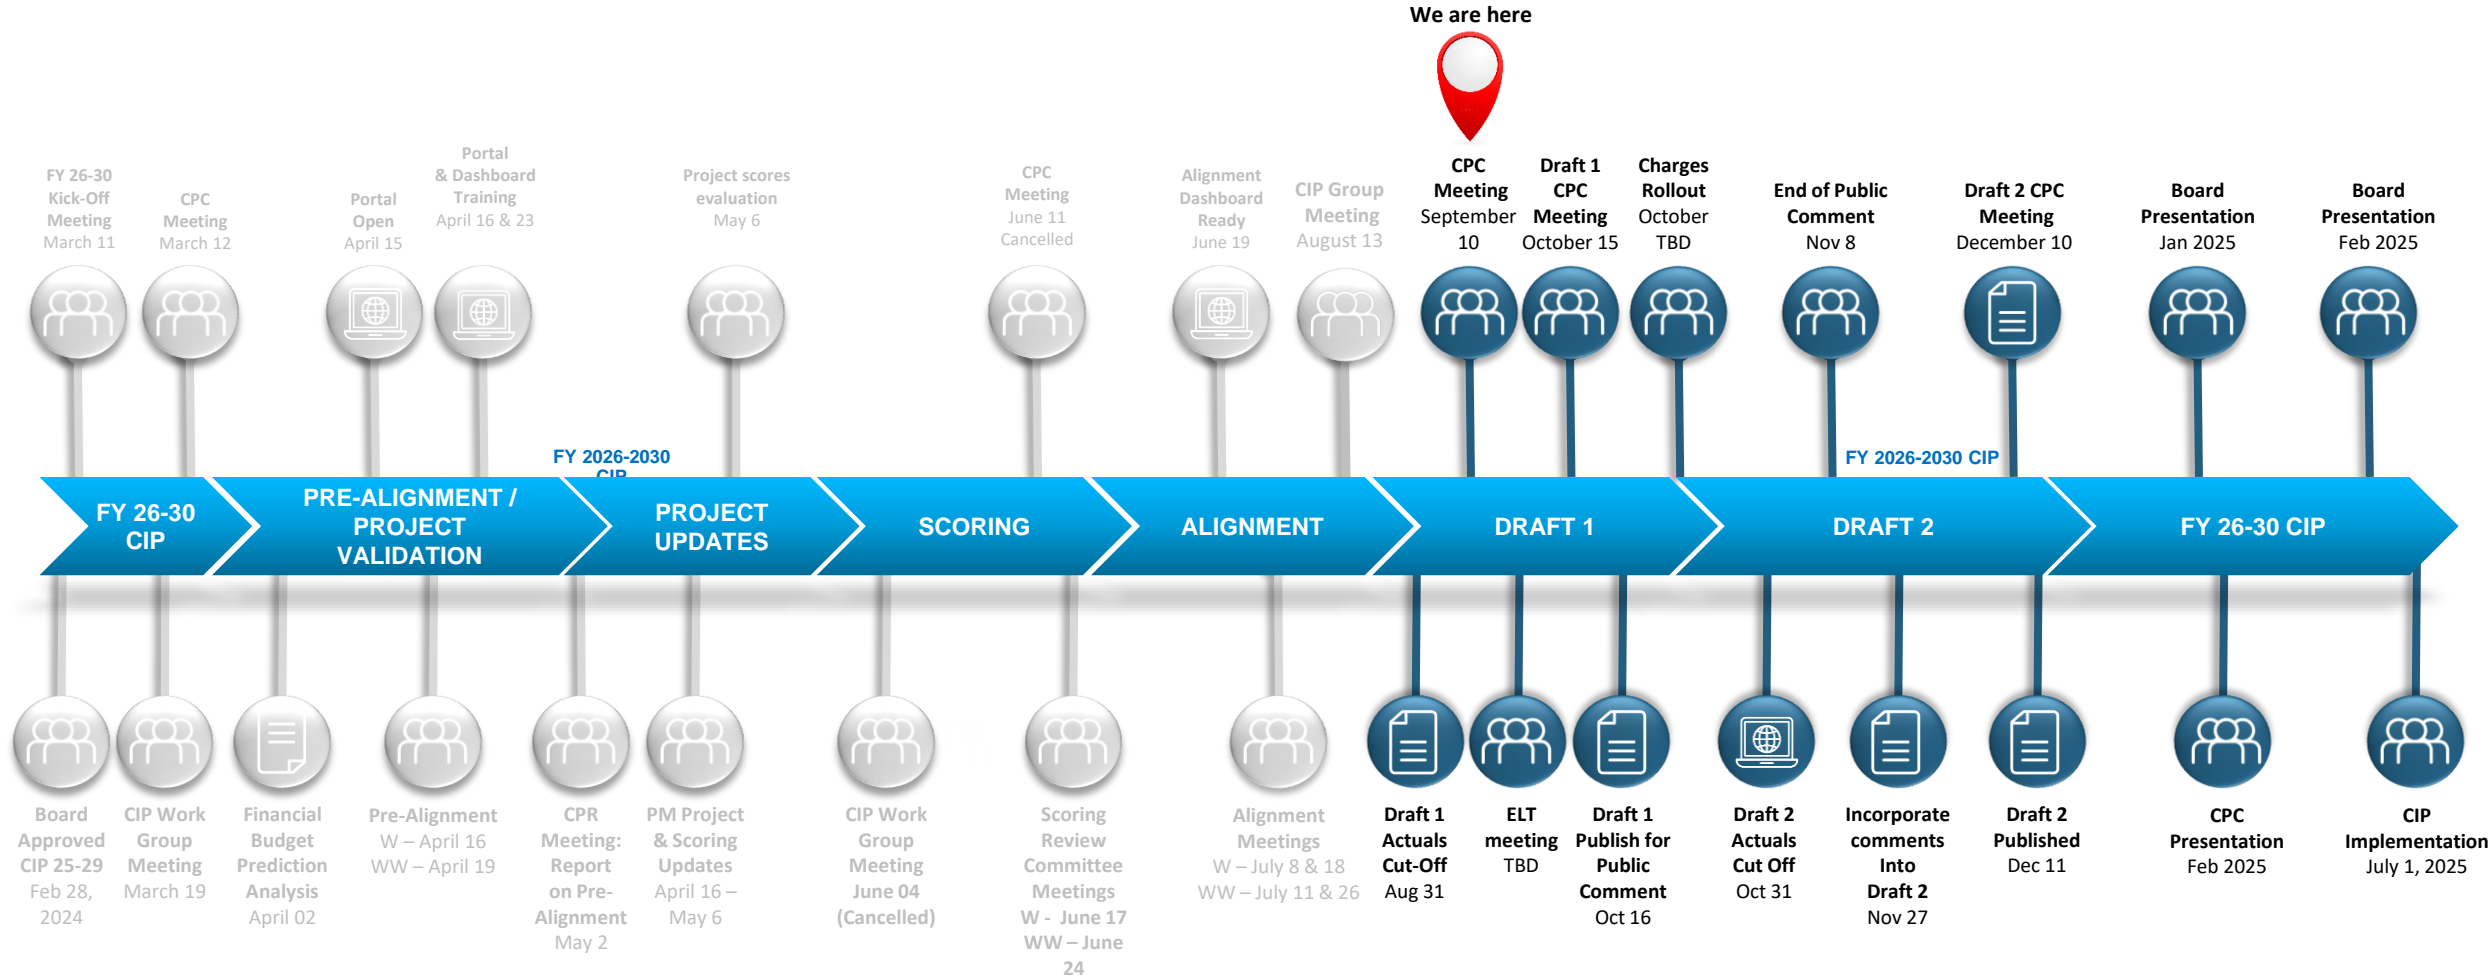 We are here
FY 26-30
Kick-Off
Meeting
March 11
CPC
Meeting
March 12
Portal
Open
April 15
Portal
& Dashboard
Training
April 16 & 23
Project scores
evaluation
May 6
CPC
Meeting
June 11
Cancelled
Alignment
Dashboard
Ready
June 19
CIP Group
Meeting
August 13
CPC
Meeting
September
10
Draft 1
CPC
Meeting
October 15
Charges
Rollout
October
TBD
End of Public
Comment
Nov 8
Draft 2 CPC
Meeting
December 10
Board
Presentation
Jan 2025
Board
Presentation
Feb 2025
FY 2026-2030
CIP
FY 2026-2030 CIP
FY 26-30
CIP
PRE-ALIGNMENT /
PROJECT
VALIDATION
PROJECT
UPDATES
SCORING
ALIGNMENT
DRAFT 1
DRAFT 2
FY 26-30 CIP
Board
Approved
CIP 25-29
Feb 28,
2024
CIP Work
Group
Meeting
March 19
Financial
Budget
Prediction
Analysis
April 02
Pre-Alignment
W – April 16
WW – April 19
CPR
Meeting:
Report
on Pre-
Alignment
May 2
PM Project
& Scoring
Updates
April 16 –
May 6
CIP Work
Group
Meeting
June 04
(Cancelled)
Scoring
Review
Committee
Meetings
W - June 17
WW – June
24
Alignment
Meetings
W – July 8 & 18
WW – July 11 & 26
Draft 1
Actuals
Cut-Off
Aug 31
ELT
meeting
TBD
Draft 1
Publish for
Public
Comment
Oct 16
Draft 2
Actuals
Cut Off
Oct 31
Incorporate
comments
Into
Draft 2
Nov 27
Draft 2
Published
Dec 11
CPC
Presentation
Feb 2025
CIP
Implementation
July 1, 2025